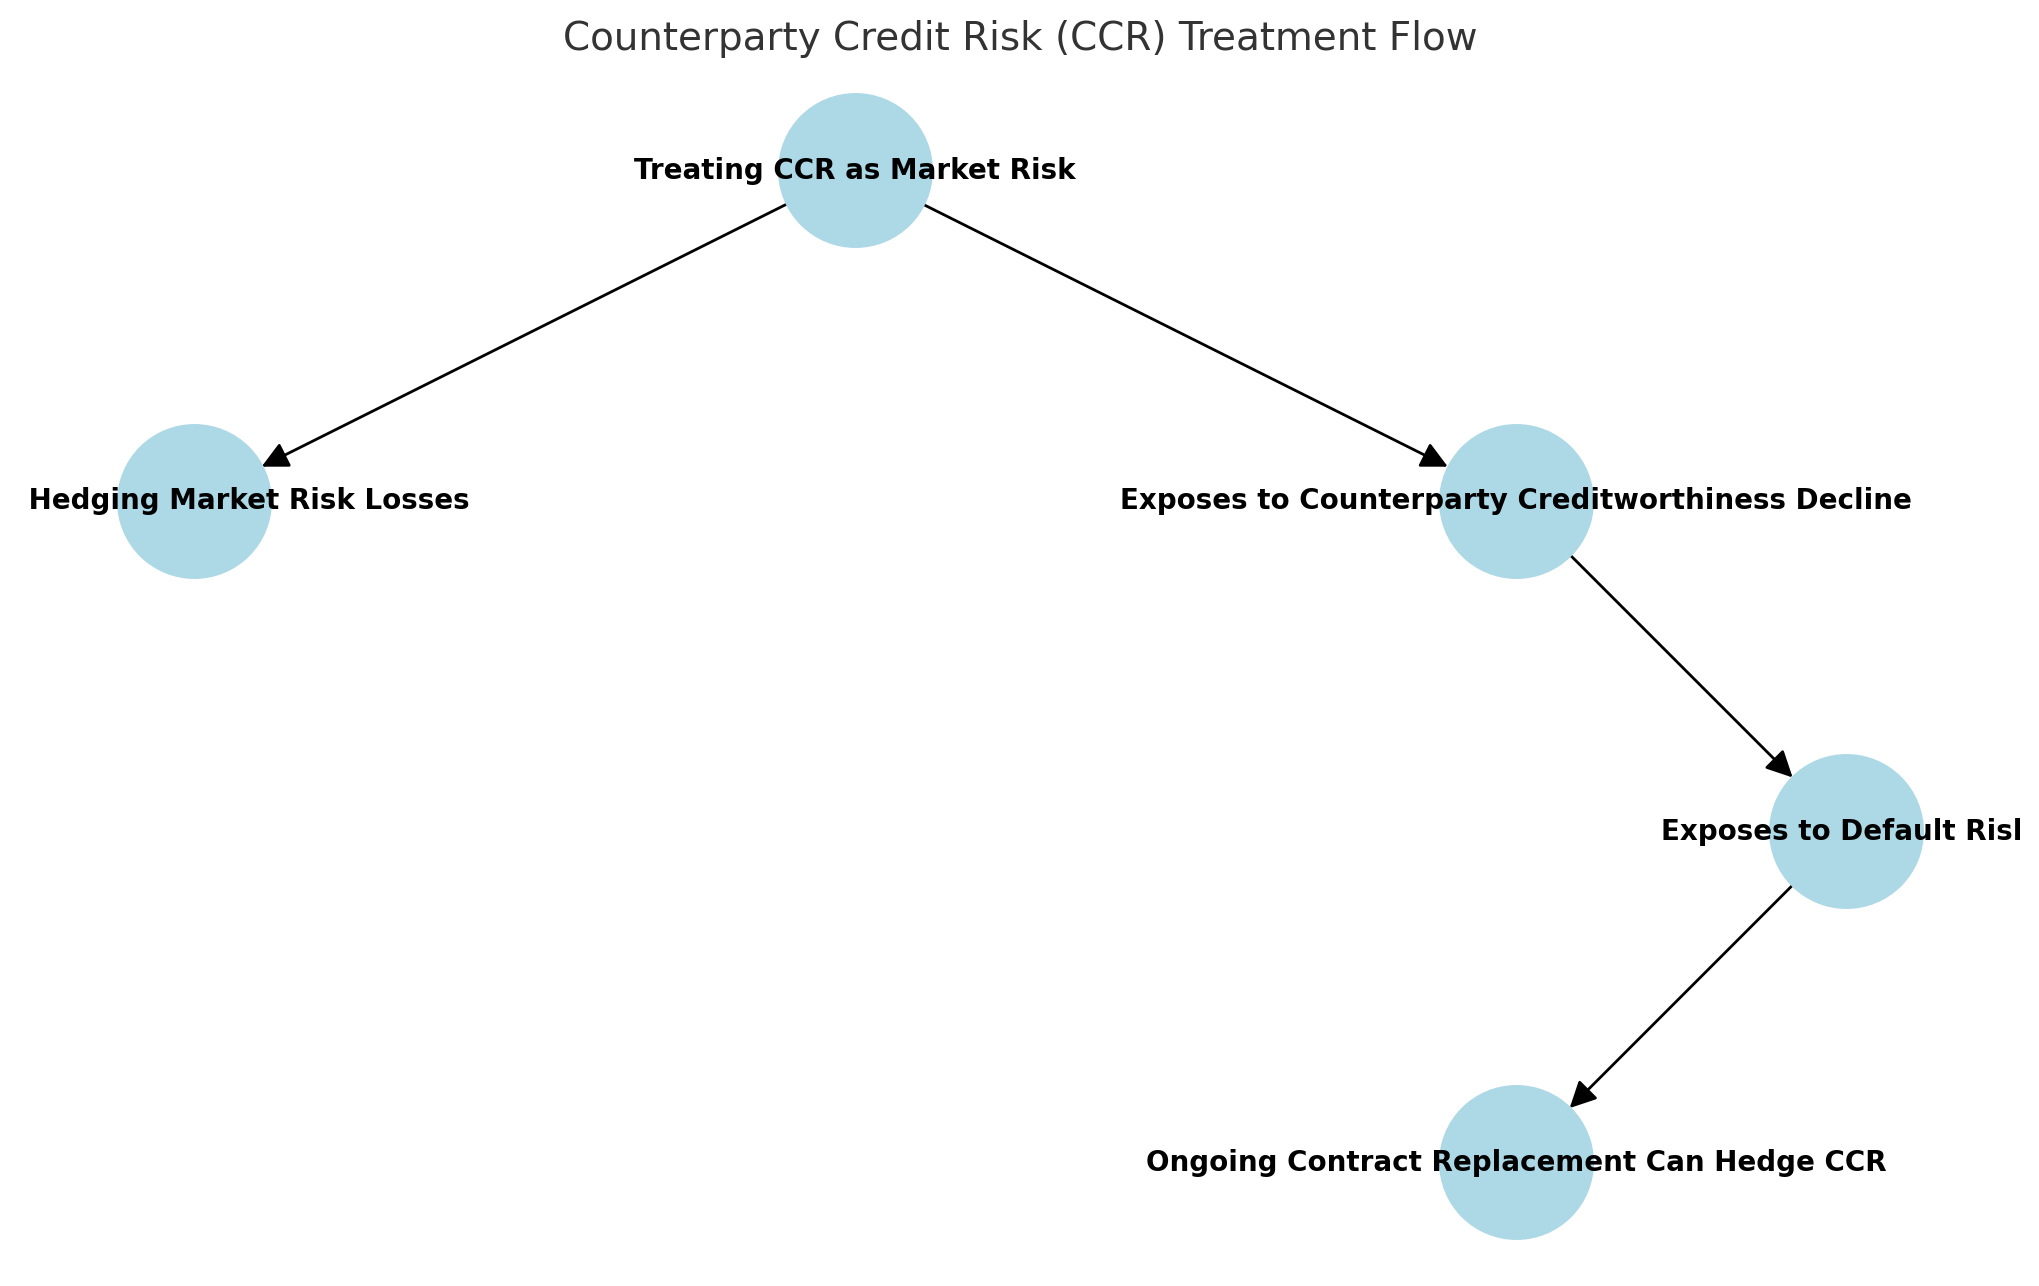 Counterparty Credit Risk (CCR) Treatment Flow
Treating CCR as Market Risk
Hedging Market Risk Losses
Exposes to Counterparty Creditworthiness Decline
Exposes to Default
Ongoing Contract Replacement Can Hedge CCR